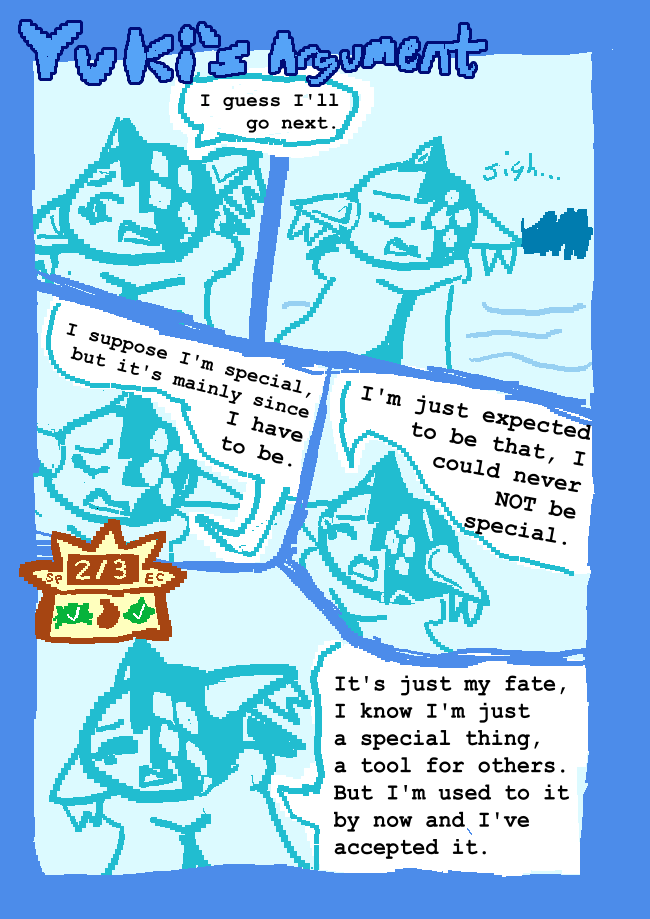 Yuki's Argument
I guess I'll
go next.
sigh...
I suppose I'm special,
but it's mainly since
I have
to be.
I'm just expected
to be that, I
could never
NOT be
special.
2/3
SP EC
It's just my fate,
I know I'm just
a special thing,
a tool for others.
But I'm used to it
by now and I've
accepted it.